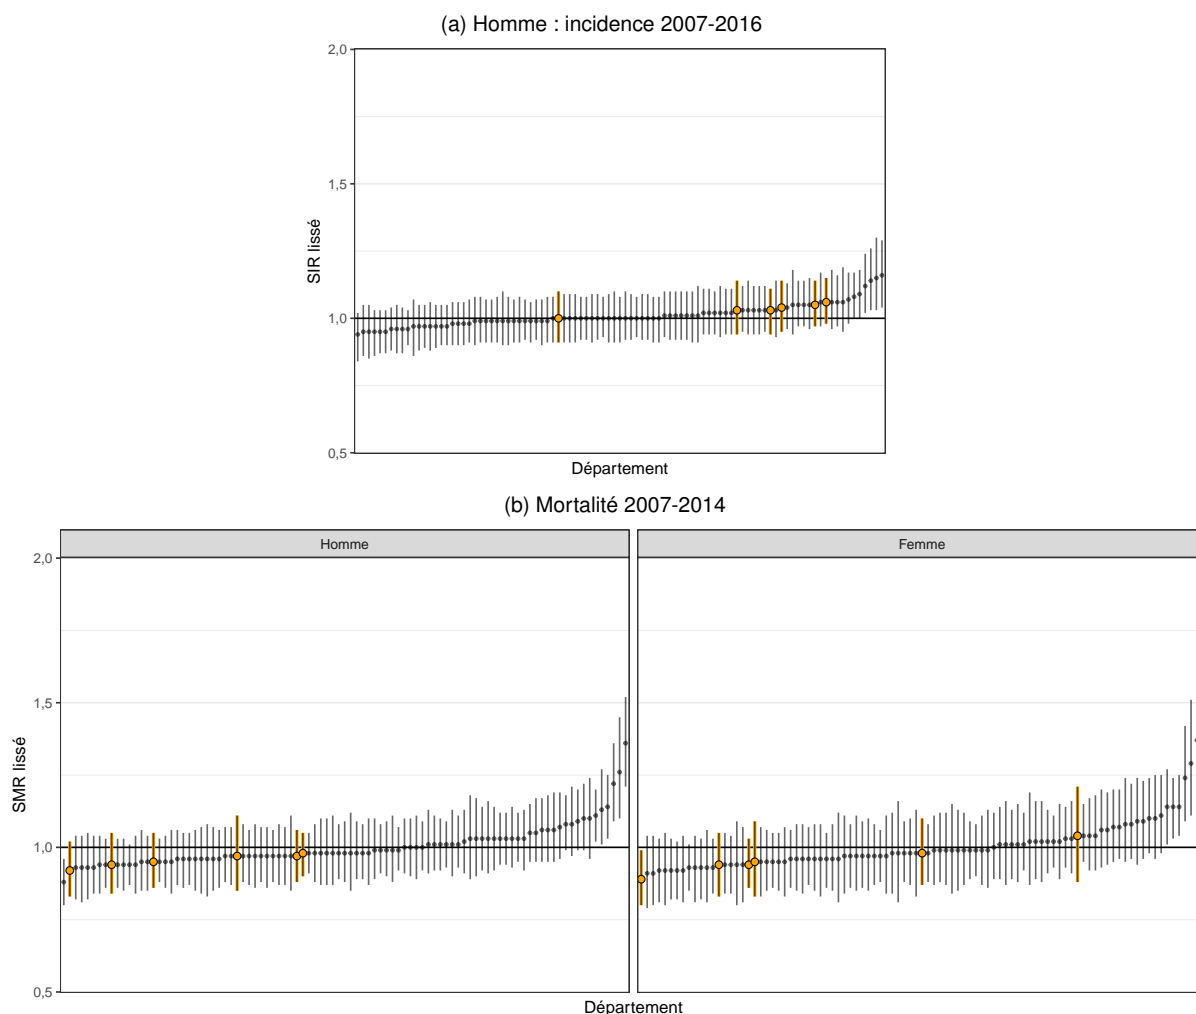 (a) Homme : incidence 2007-2016
2,0
1,5
1,0
0,5
SIR lissé
Département
(b) Mortalité 2007-2014
Homme
Femme
2,0
1,5
1,0
0,5
SMR lissé
Département